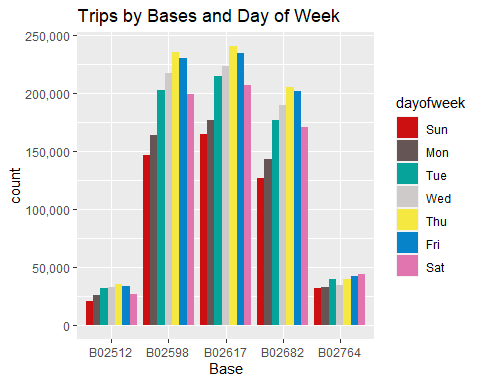 Trips by Bases and Day of Week
250,000
200,000
150,000
100,000
50,000
0
count
B02512 B02598 B02617 B02682 B02764
Base
dayofweek
Sun
Mon
Tue
Wed
Thu
Fri
Sat